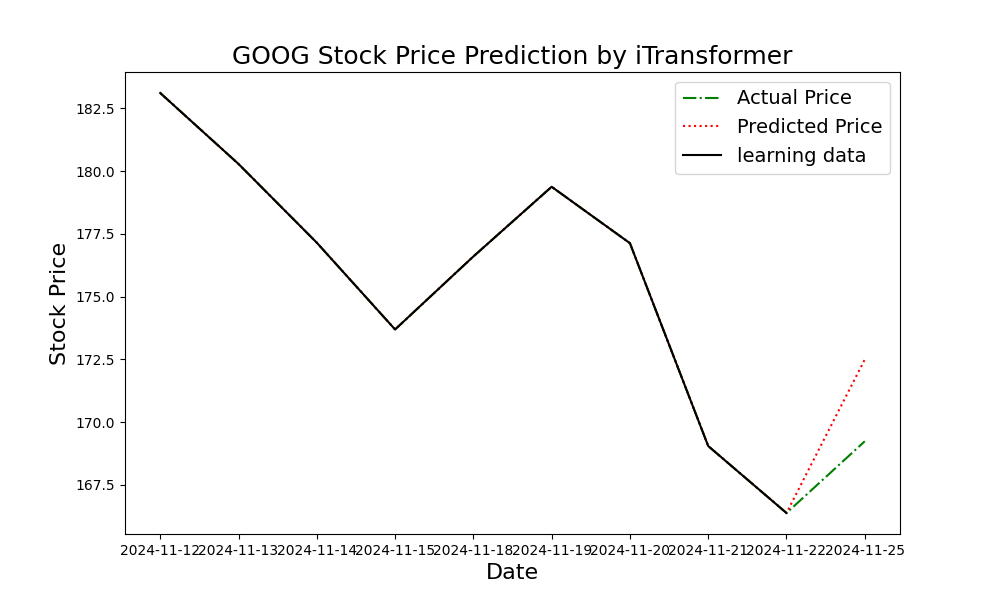 GOOG Stock Price Prediction by iTransformer
Actual Price
Predicted Price
learning data
Stock Price
182.5
180.0
177.5
175.0
172.5
170.0
167.5
2024-11-12 2024-11-13 2024-11-14 2024-11-15 2024-11-18 2024-11-19 2024-11-20 2024-11-21 2024-11-22 2024-11-25
Date